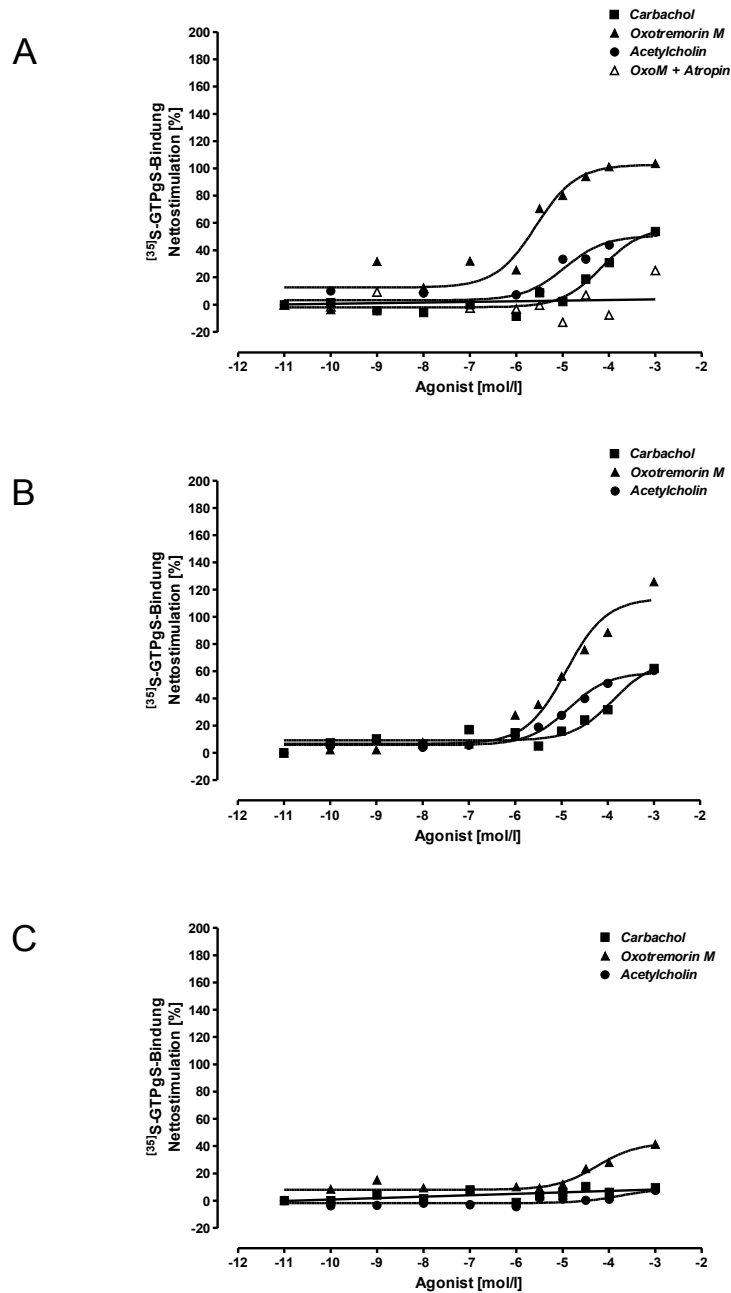 A
Carbachol
Oxotremorin M
Acetylcholin
OxoM + Atropin
[³⁵]S-GTPgS-Bindung
Nettostimulation [%]
200
180
160
140
120
100
80
60
40
20
0
-20
-12 -11 -10 -9 -8 -7 -6 -5 -4 -3 -2
Agonist [mol/l]
B
Carbachol
Oxotremorin M
Acetylcholin
[³⁵]S-GTPgS-Bindung
Nettostimulation [%]
200
180
160
140
120
100
80
60
40
20
0
-20
-12 -11 -10 -9 -8 -7 -6 -5 -4 -3 -2
Agonist [mol/l]
C
Carbachol
Oxotremorin M
Acetylcholin
[³⁵]S-GTPgS-Bindung
Nettostimulation [%]
200
180
160
140
120
100
80
60
40
20
0
-20
-12 -11 -10 -9 -8 -7 -6 -5 -4 -3 -2
Agonist [mol/l]